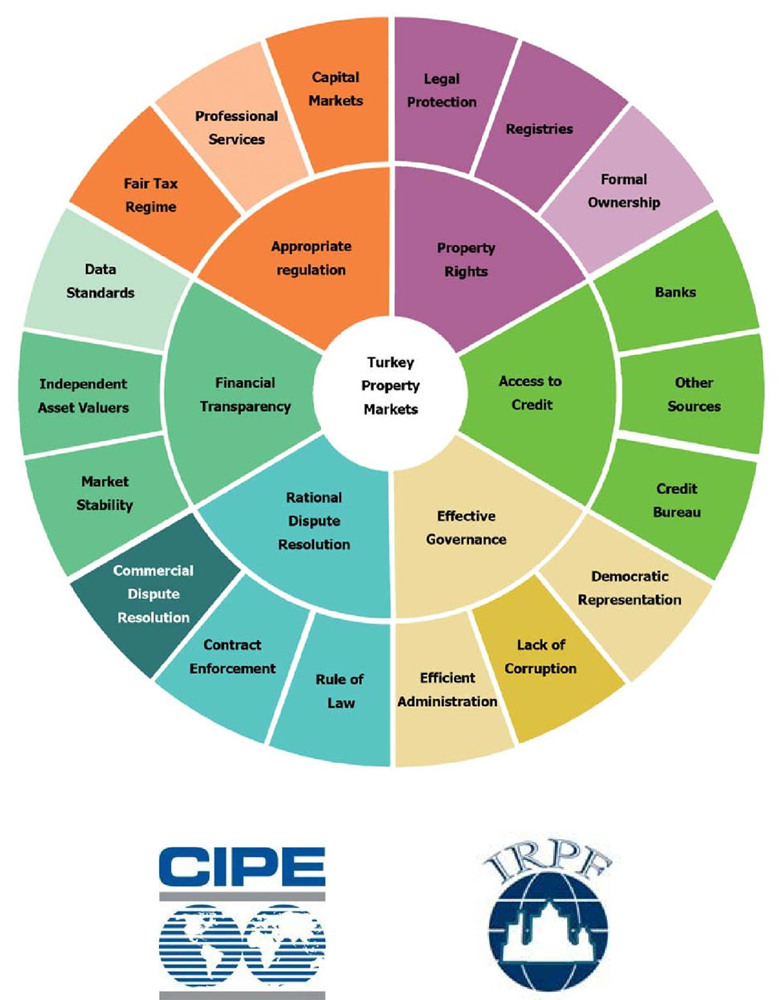 Capital
Markets
Legal
Protection
Professional
Services
Registries
Fair Tax
Regime
Formal
Ownership
Appropriate
regulation
Property
Rights
Data
Standards
Banks
Turkey
Property
Markets
Independent
Asset Valuers
Financial
Transparency
Access to
Credit
Other
Sources
Market
Stability
Rational
Dispute
Resolution
Effective
Governance
Credit
Bureau
Commercial
Dispute
Resolution
Democratic
Representation
Contract
Enforcement
Lack of
Corruption
Rule of
Law
Efficient
Administration
CIPE
IRPF